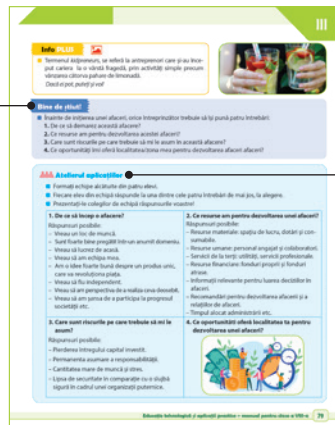 III
Info PLUS
Termenul kidpreneurs, se referă la antreprenori care și-au înce-
put cariera la o vârstă fragedă, prin activități simple precum
vânzarea câtorva pahare de limonadă.
Dacă ei pot, puteți și voi!
Bine de știut!
Înainte de inițierea unei afaceri, orice întreprinzător trebuie să își pună patru întrebări:
1. De ce să demarez această afacere?
2. Ce resurse am pentru dezvoltarea acestei afaceri?
3. Care sunt riscurile pe care trebuie să mi le asum în această afacere?
4. Ce oportunități îmi oferă localitatea/zona mea pentru dezvoltarea afacerii afaceri?
Atelierul aplicațiilor
Formați echipe alcătuite din patru elevi.
Fiecare elev din echipă răspunde la una dintre cele patru întrebări de mai jos, la alegere.
Prezentați-le colegilor de echipă răspunsurile voastre!
1. De ce să încep o afacere?
Răspunsuri posibile:
– Vreau un loc de muncă.
– Sunt foarte bine pregătit într-un anumit domeniu.
– Vreau să lucrez de acasă.
– Vreau să am echipa mea.
– Am o idee foarte bună despre un produs unic,
care va revoluționa piața.
– Vreau să fiu independent.
– Vreau să am perspectiva de a realiza ceva deosebit.
– Vreau să am șansa de a participa la progresul
societății etc.
2. Ce resurse am pentru dezvoltarea unei afaceri?
Răspunsuri posibile:
– Resurse materiale: spațiu de lucru, dotări și con-
sumabile.
– Resurse umane: personal angajat și colaboratori.
– Servicii de la terți: utilități, servicii profesionale.
– Resurse financiare: fonduri proprii și fonduri
atrase.
– Informații relevante pentru luarea deciziilor în
afaceri.
– Recomandări pentru dezvoltarea afacerii și a
relațiilor de afaceri.
– Timpul alocat administrării etc.
3. Care sunt riscurile pe care trebuie să mi le
asum?
Răspunsuri posibile:
– Pierderea întregului capital investit.
– Permanenta asumare a responsabilității.
– Cantitatea mare de muncă și stres.
– Lipsa de securitate în comparație cu o slujbă
sigură în cadrul unei organizații puternice.
4. Ce oportunități oferă localitatea ta pentru
dezvoltarea unei afaceri?
Educație tehnologică și aplicații practice – manual pentru clasa a VIII-a
79